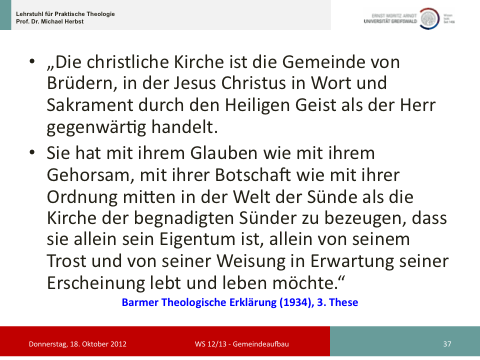 Lehrstuhl für Praktische Theologie
Prof. Dr. Michael Herbst
ERNST MORITZ ARNDT
UNIVERSITÄT GREIFSWALD
• „Die christliche Kirche ist die Gemeinde von
Brüdern, in der Jesus Christus in Wort und
Sakrament durch den Heiligen Geist als der Herr
gegenwärtig handelt.
• Sie hat mit ihrem Glauben wie mit ihrem
Gehorsam, mit ihrer Botschaft wie mit ihrer
Ordnung mitten in der Welt der Sünde als die
Kirche der begnadigten Sünder zu bezeugen, dass
sie allein sein Eigentum ist, allein von seinem
Trost und von seiner Weisung in Erwartung seiner
Erscheinung lebt und leben möchte.“
Barmer Theologische Erklärung (1934), 3. These
Donnerstag, 18. Oktober 2012
WS 12/13 - Gemeindeaufbau
37